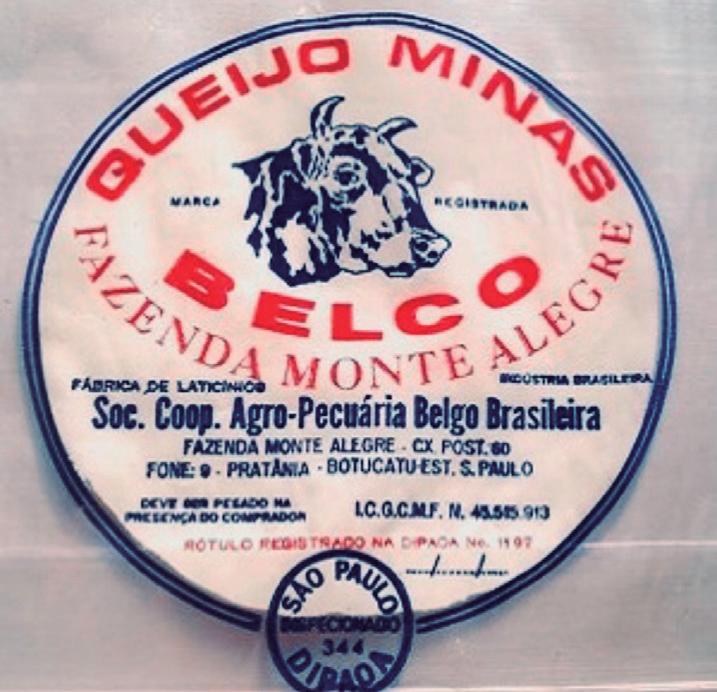 QUEIJO MINAS
MARCA REGISTRADA
BELCO
FAZENDA MONTE ALEGRE
FÁBRICA DE LATICÍNIOS
INDÚSTRIA BRASILEIRA
Soc. Coop. Agro-Pecuária Belgo Brasileira
FAZENDA MONTE ALEGRE - CX. POST. 60
FONE: 9 - PRATÂNIA - BOTUCATU-EST. S. PAULO
DEVE SER PESADO NA
PRESENÇA DO COMPRADOR
I.C.G.C.M.F. N. 45.515.913
RÓTULO REGISTRADO NA DIPAOA No. 1197
SÃO PAULO
INSPECIONADO
344
DIPAOA